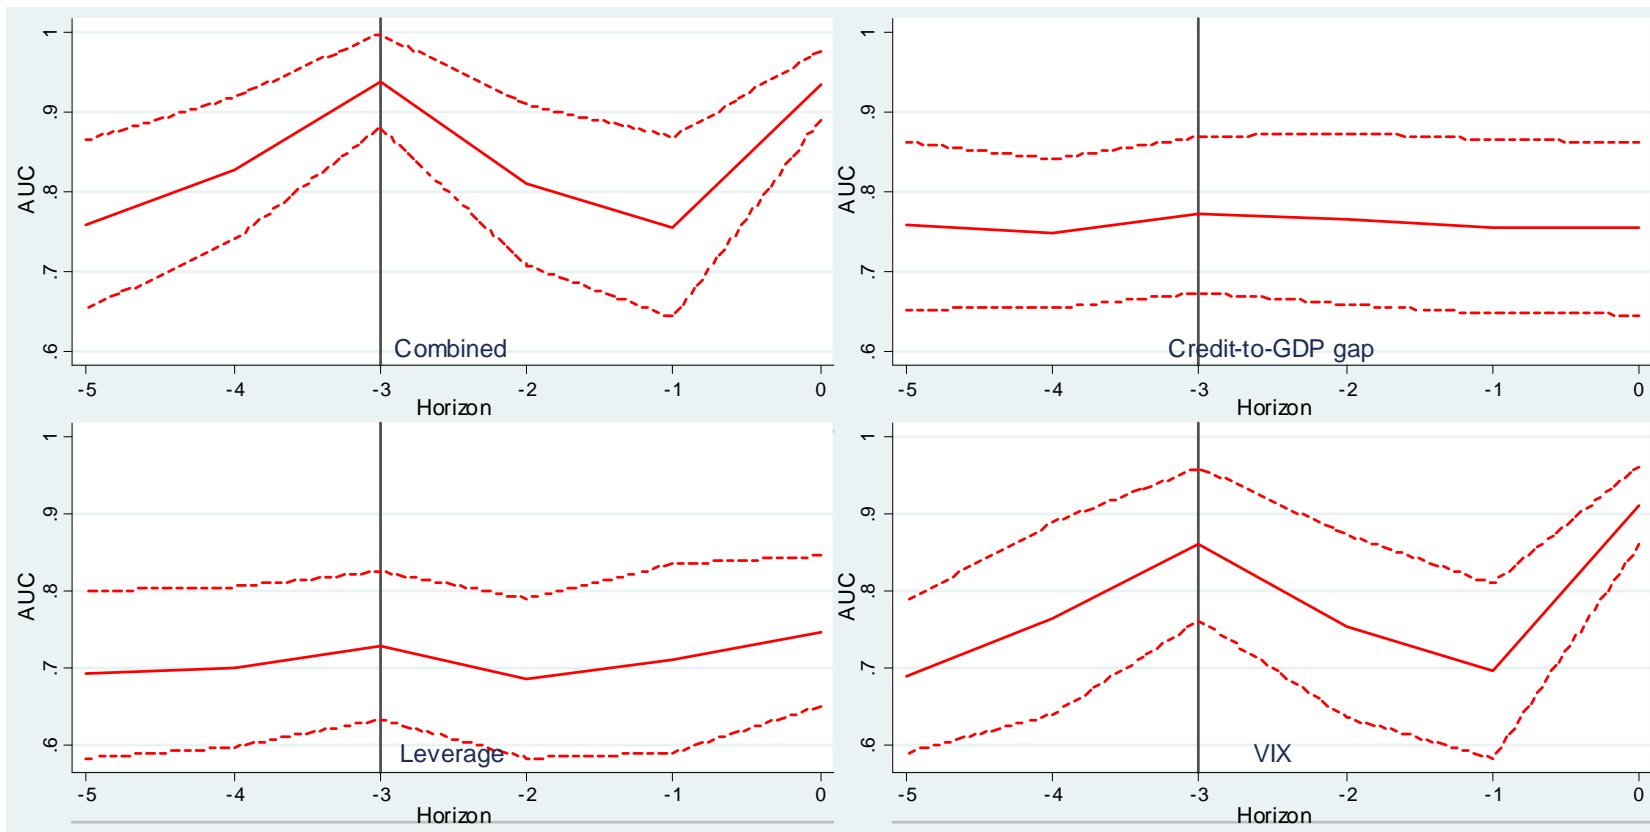 1
.9
.8
.7
.6
AUC
Combined
-5 -4 -3 -2 -1 0
Horizon
1
.9
.8
.7
.6
AUC
Credit-to-GDP gap
-5 -4 -3 -2 -1 0
Horizon
1
.9
.8
.7
.6
AUC
Leverage
-5 -4 -3 -2 -1 0
Horizon
1
.9
.8
.7
.6
AUC
VIX
-5 -4 -3 -2 -1 0
Horizon